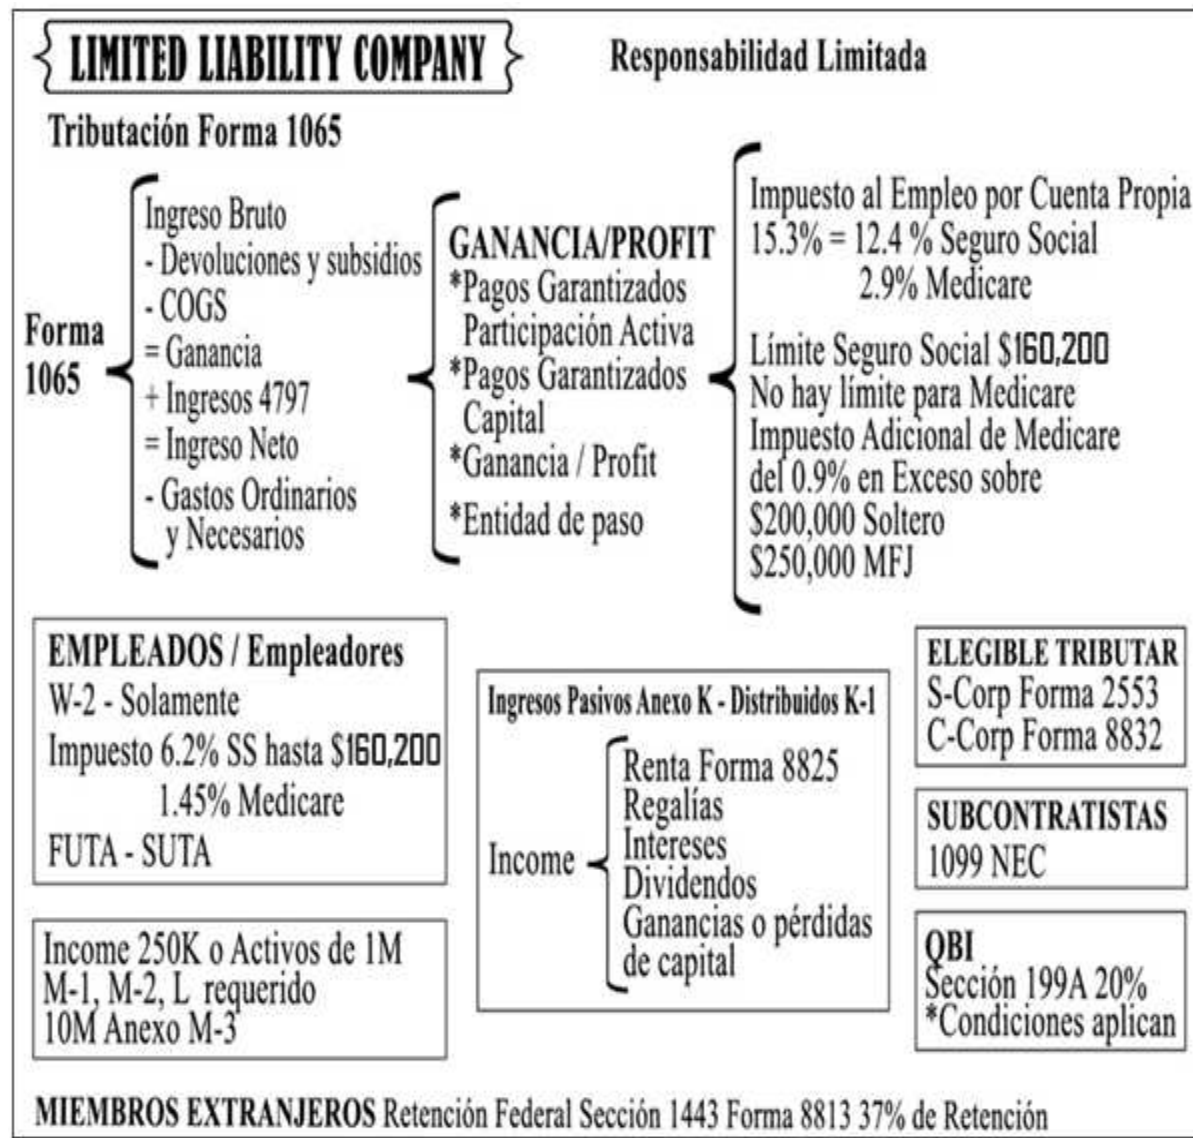 LIMITED LIABILITY COMPANY
Responsabilidad Limitada
Tributación Forma 1065
Forma
1065
Ingreso Bruto
- Devoluciones y subsidios
- COGS
= Ganancia
+ Ingresos 4797
= Ingreso Neto
- Gastos Ordinarios
y Necesarios
GANANCIA/PROFIT
*Pagos Garantizados
Participación Activa
*Pagos Garantizados
Capital
*Ganancia / Profit
*Entidad de paso
Impuesto al Empleo por Cuenta Propia
15.3% = 12.4 % Seguro Social
2.9% Medicare
Límite Seguro Social $160,200
No hay límite para Medicare
Impuesto Adicional de Medicare
del 0.9% en Exceso sobre
$200,000 Soltero
$250,000 MFJ
EMPLEADOS / Empleadores
W-2 - Solamente
Impuesto 6.2% SS hasta $160,200
1.45% Medicare
FUTA - SUTA
Income 250K o Activos de 1M
M-1, M-2, L requerido
10M Anexo M-3
Ingresos Pasivos Anexo K - Distribuidos K-1
Income
Renta Forma 8825
Regalías
Intereses
Dividendos
Ganancias o pérdidas
de capital
ELEGIBLE TRIBUTAR
S-Corp Forma 2553
C-Corp Forma 8832
SUBCONTRATISTAS
1099 NEC
QBI
Sección 199A 20%
*Condiciones aplican
MIEMBROS EXTRANJEROS Retención Federal Sección 1443 Forma 8813 37% de Retención